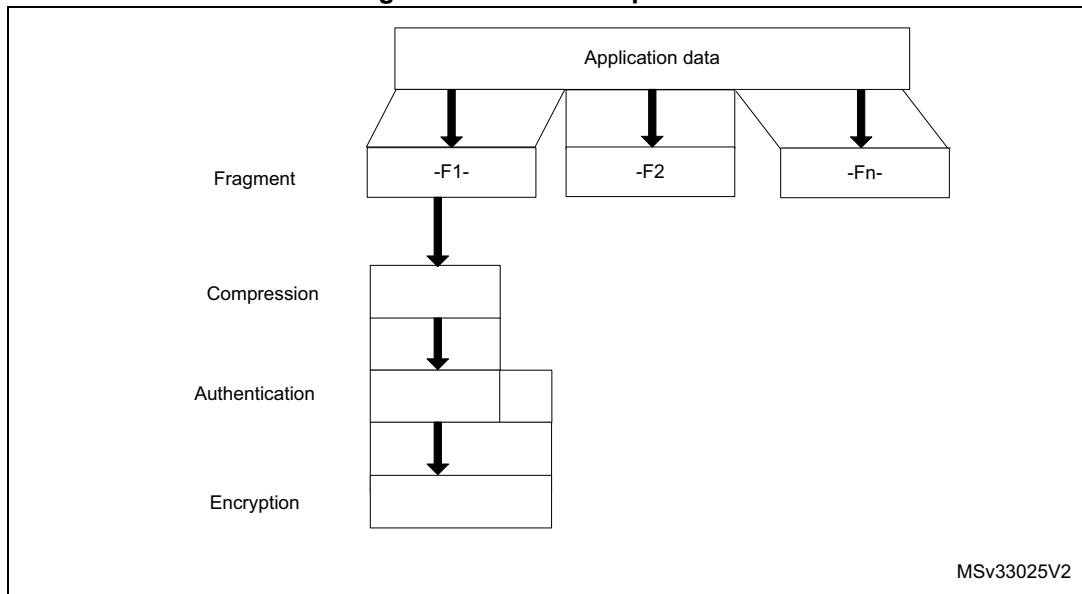 Application data
Fragment
-F1-
-F2
-Fn-
Compression
Authentication
Encryption
MSv33025V2